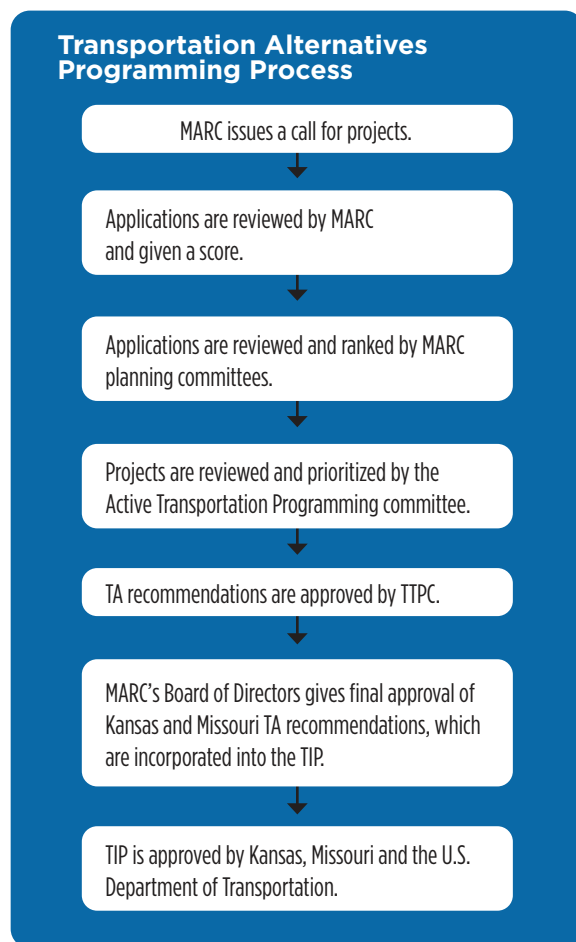 Transportation Alternatives
Programming Process
MARC issues a call for projects.
Applications are reviewed by MARC
and given a score.
Applications are reviewed and ranked by MARC
planning committees.
Projects are reviewed and prioritized by the
Active Transportation Programming committee.
TA recommendations are approved by TTPC.
MARC's Board of Directors gives final approval of
Kansas and Missouri TA recommendations, which
are incorporated into the TIP.
TIP is approved by Kansas, Missouri and the U.S.
Department of Transportation.